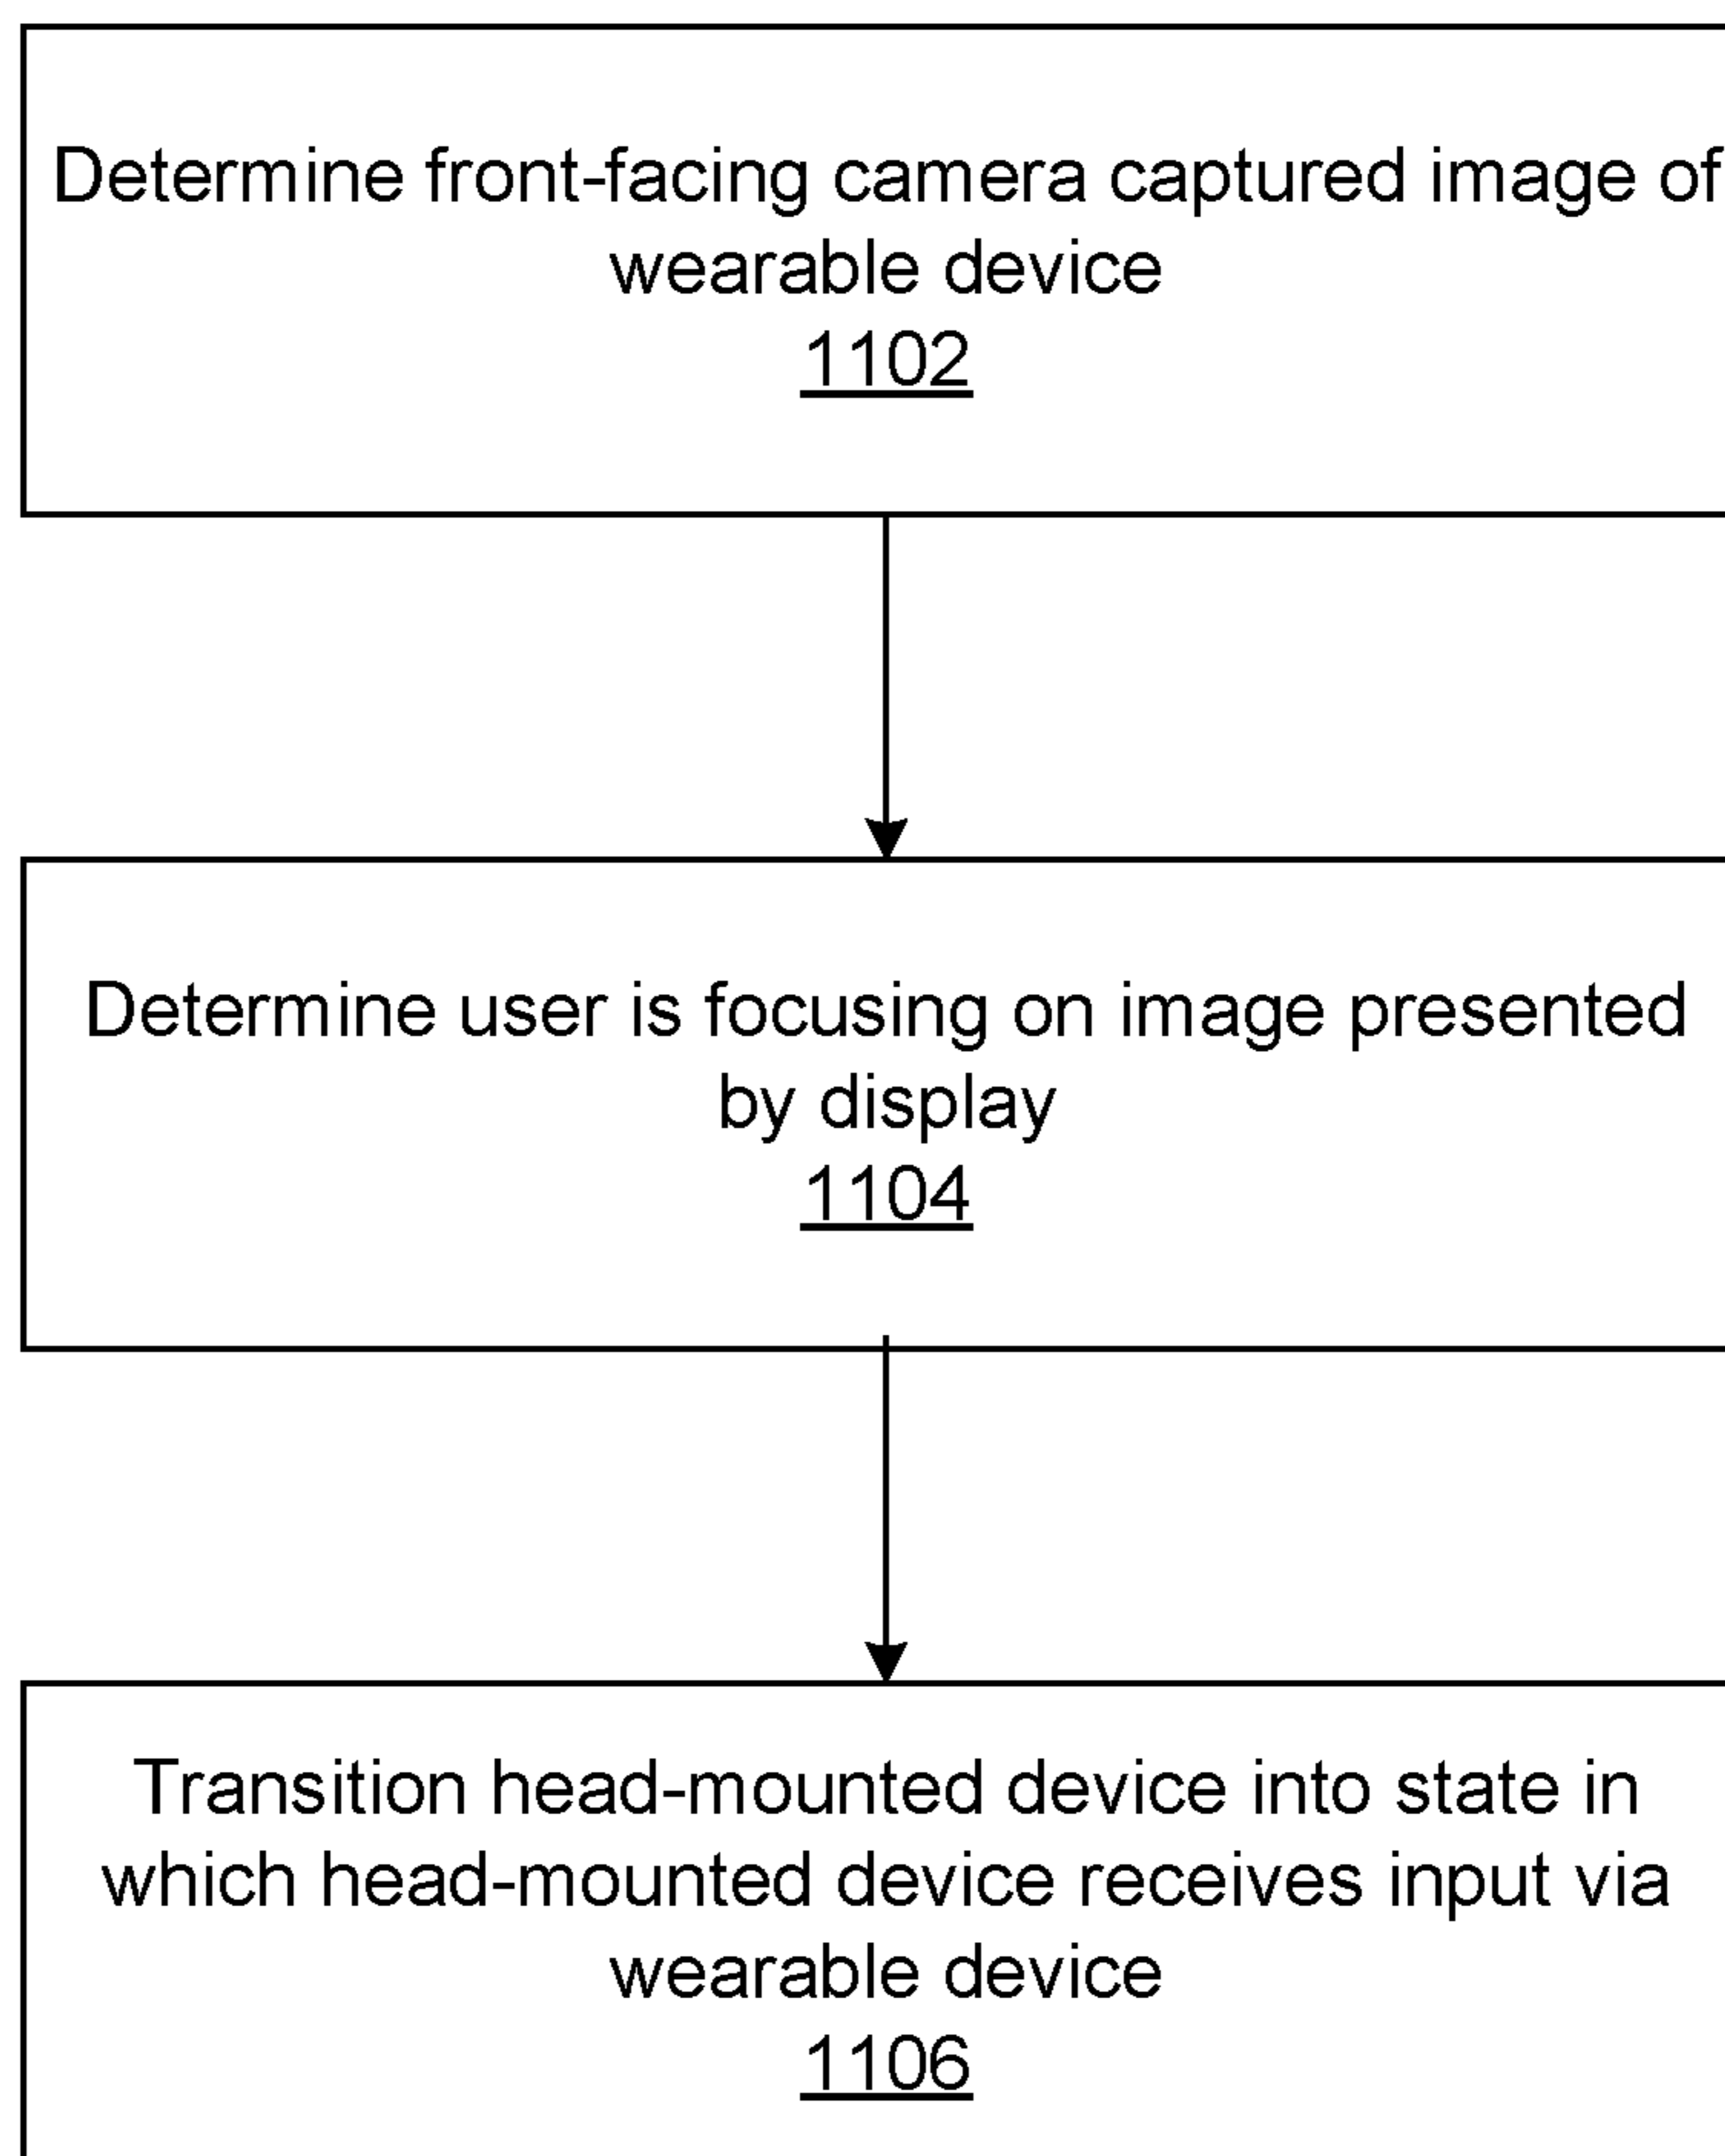 Determine front-facing camera captured image of
wearable device
1102
Determine user is focusing on image presented
by display
1104
Transition head-mounted device into state in
which head-mounted device receives input via
wearable device
1106